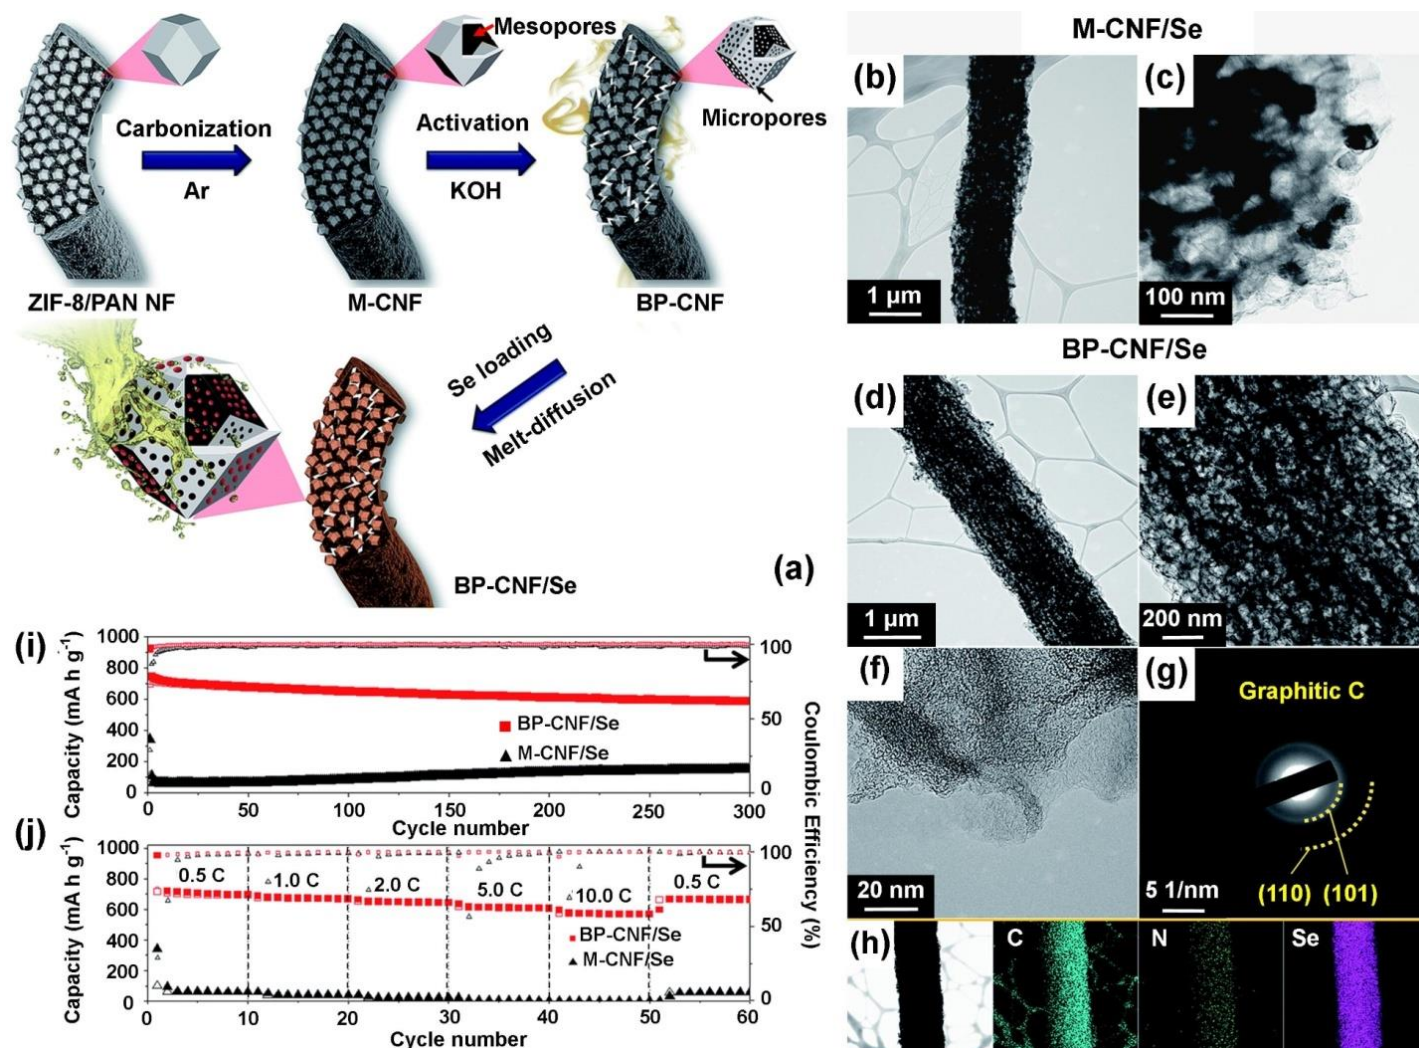 Mesopores
Carbonization
Ar
Activation
KOH
Micropores
ZIF-8/PAN NF
M-CNF
BP-CNF
Se loading
Melt-diffusion
BP-CNF/Se
(a)
M-CNF/Se
(b)
(c)
1 µm
100 nm
BP-CNF/Se
(d)
(e)
1 µm
200 nm
(f)
(g)
Graphitic C
20 nm
5 1/nm
(110) (101)
(h)
C
N
Se
(i)
Capacity (mA h g⁻¹)
1000
800
600
400
200
0
BP-CNF/Se
M-CNF/Se
100
50
0
0 50 100 150 200 250 300
Cycle number
Coulombic Efficiency (%)
(j)
Capacity (mA h g⁻¹)
1000
800
600
400
200
0
0.5 C 1.0 C 2.0 C 5.0 C 10.0 C 0.5 C
BP-CNF/Se
M-CNF/Se
100
50
0
0 10 20 30 40 50 60
Cycle number